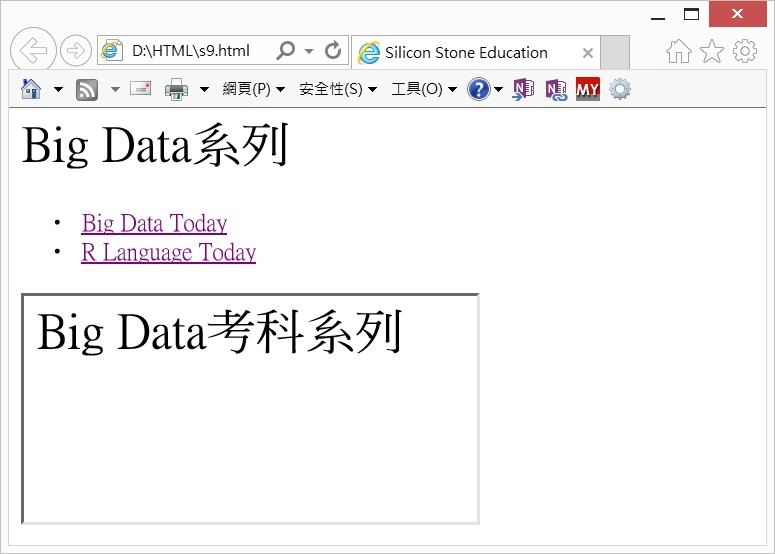 D:\HTML\s9.html
Silicon Stone Education
網頁(P) 安全性(S) 工具(O) MY
Big Data系列
• Big Data Today
• R Language Today
Big Data考科系列